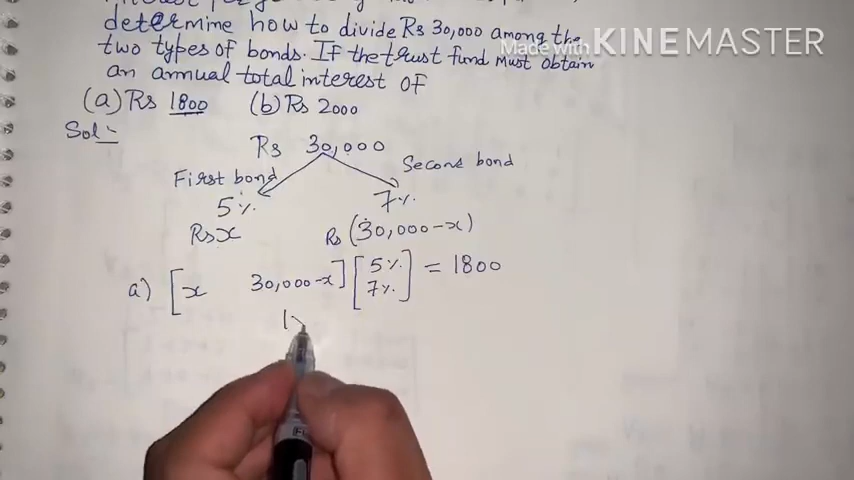 determine how to divide Rs 30,000 among the
two types of bonds. If the trust fund must obtain
an annual total interest of
(a) Rs 1800 (b) Rs 2000
Sol:-
Rs 30,000
First bond Second bond
5% 7%
Rs x Rs (30,000-x)
a) [x 30,000-x] [5% 7%] = 1800
Made with KINEMASTER